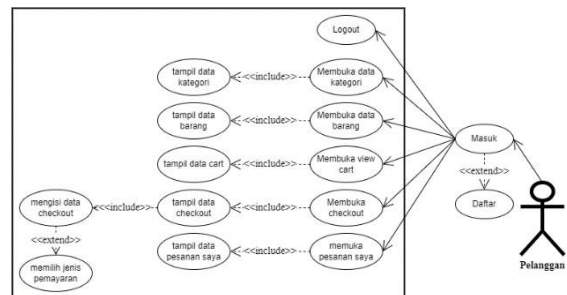 Logout
tampil data
kategori
<<include>>
Membuka data
kategori
tampil data
barang
<<include>>
Membuka data
barang
Masuk
tampil data cart
<<include>>
Membuka view
cart
<<extend>>
mengisi data
checkout
<<include>>
tampil data
checkout
<<include>>
Membuka
checkout
Daftar
<<extend>>
tampil data
pesanan saya
<<include>>
memuka
pesanan saya
memilih jenis
pemayaran
Pelanggan